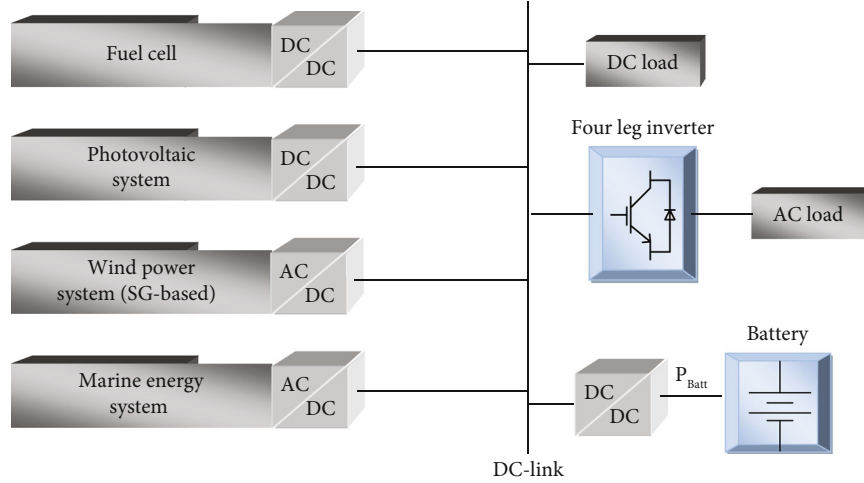 Fuel cell
DC
DC
Photovoltaic
system
DC
DC
Wind power
system (SG-based)
AC
DC
Marine energy
system
AC
DC
DC load
Four leg inverter
AC load
Battery
DC
DC
P_Batt
DC-link